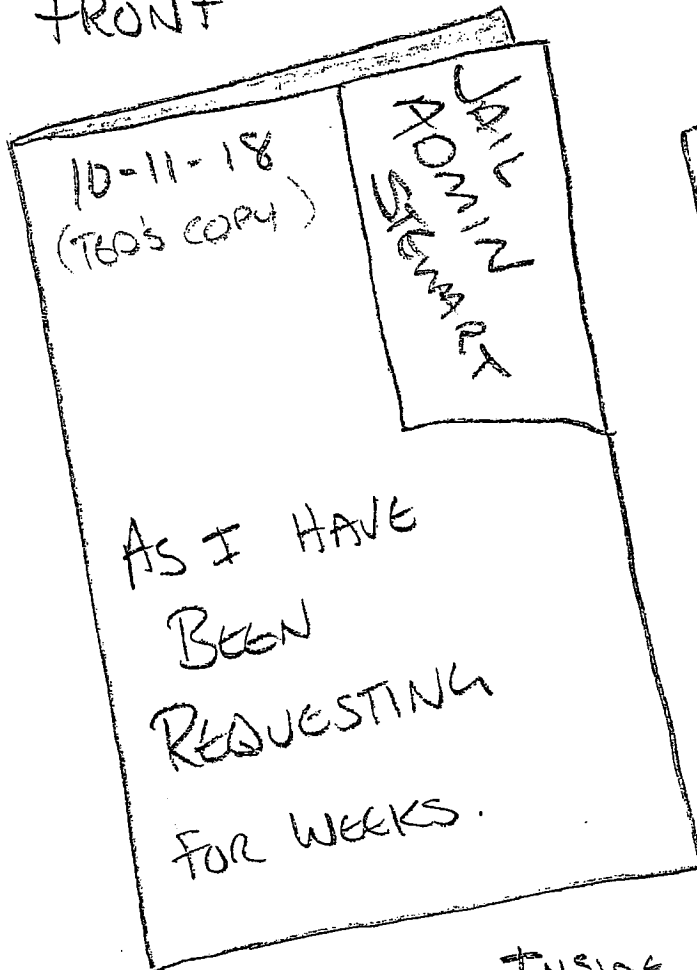 FRONT
10-11-18
(TED'S COPY)
JAIL
ADMIN
STEWART
AS I HAVE
BEEN
REQUESTING
FOR WEEKS.
INSIDE